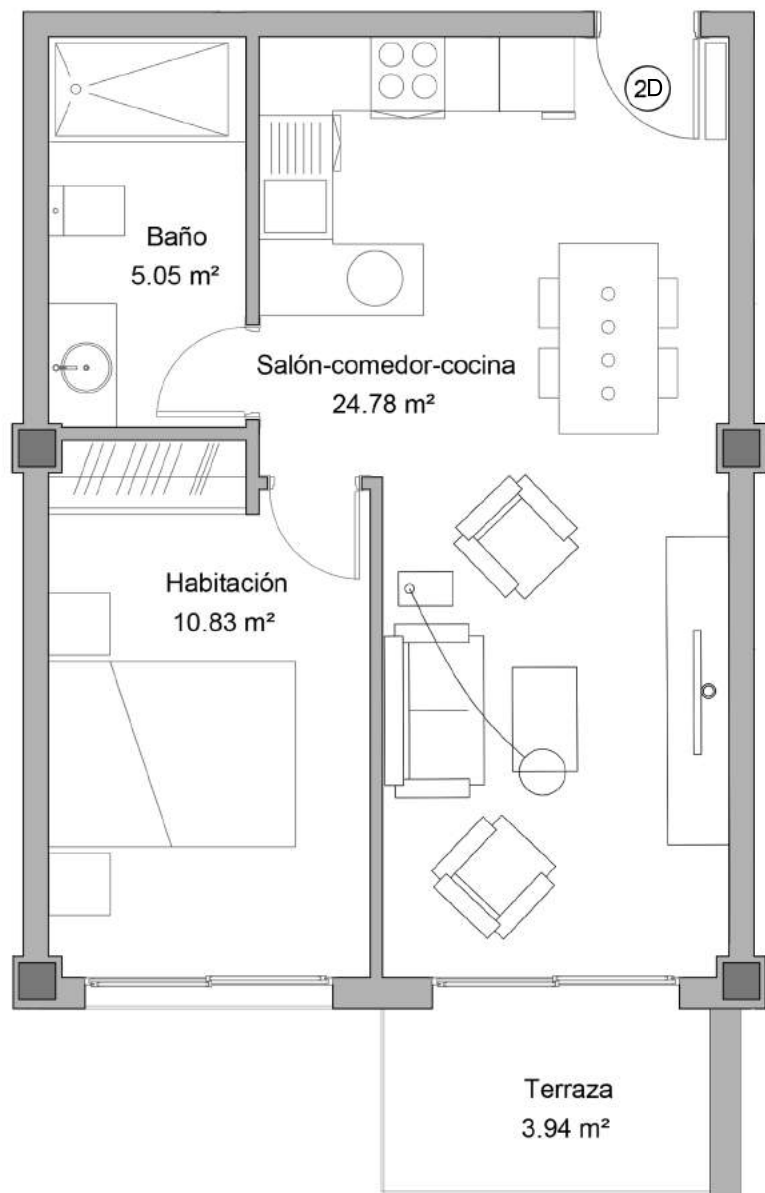 2D
Baño
5.05 m²
Salón-comedor-cocina
24.78 m²
Habitación
10.83 m²
Terraza
3.94 m²